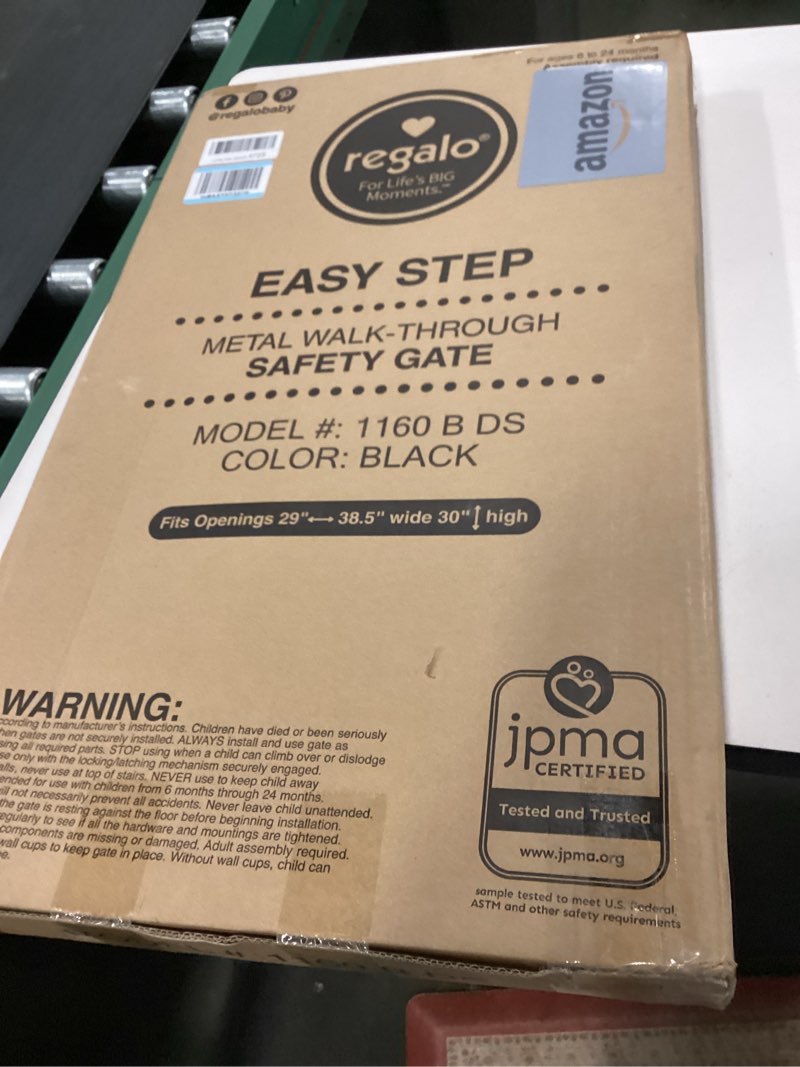 For ages 6 to 24 months
Assembly required
@regalobaby
amazon
regalo®
For Life's BIG
Moments.™
EASY STEP
METAL WALK-THROUGH
SAFETY GATE
MODEL #: 1160 B DS
COLOR: BLACK
Fits Openings 29"↔ 38.5" wide 30"↕ high
WARNING:
according to manufacturer's instructions. Children have died or been seriously
when gates are not securely installed. ALWAYS install and use gate as
using all required parts. STOP using when a child can climb over or dislodge
use only with the locking/latching mechanism securely engaged.
never use at top of stairs. NEVER use to keep child away
for use with children from 6 months through 24 months.
will not necessarily prevent all accidents. Never leave child unattended.
the gate is resting against the floor before beginning installation.
regularly to see if all the hardware and mountings are tightened.
components are missing or damaged. Adult assembly required.
wall cups to keep gate in place. Without wall cups, child can
jpma
CERTIFIED
Tested and Trusted
www.jpma.org
sample tested to meet U.S. Federal,
ASTM and other safety requirements